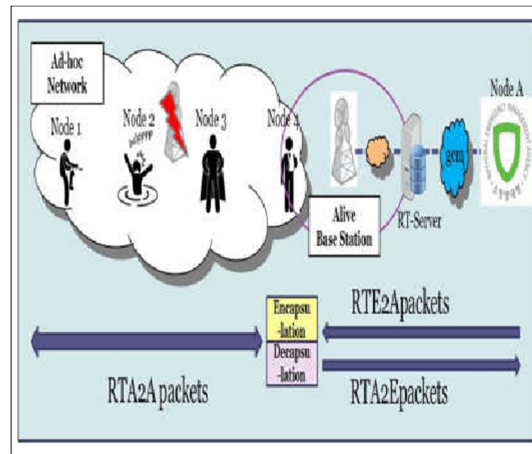 Ad-hoc
Network
Node 1
Node 2
Node 3
Node 4
Node A
gcm
RT-Server
Alive
Base Station
Encapsu
-lation
Decapsu
-lation
RTE2Apackets
RTA2A packets
RTA2Epackets